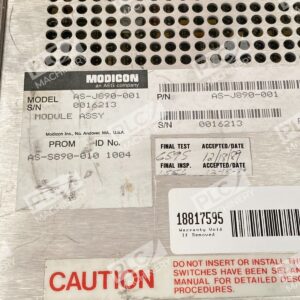 MODICON
an AEG company
MODEL AS-J890-001
S/N 0016213
MODULE ASSY
Modicon Inc., No. Andover, MA., U.S.A.
PROM ID No.
AS-S890-010 1004
P/N AS-J890-001
S/N 0016213
FINAL TEST ACCEPTED/DATE
FINAL INSP. ACCEPTED/DATE
18817595
Warranty Void
If Removed
CAUTION
DO NOT INSERT OR INSTALL
SWITCHES HAVE BEEN SET AN
MANUAL FOR DETAILED DES
PROCEDURES.